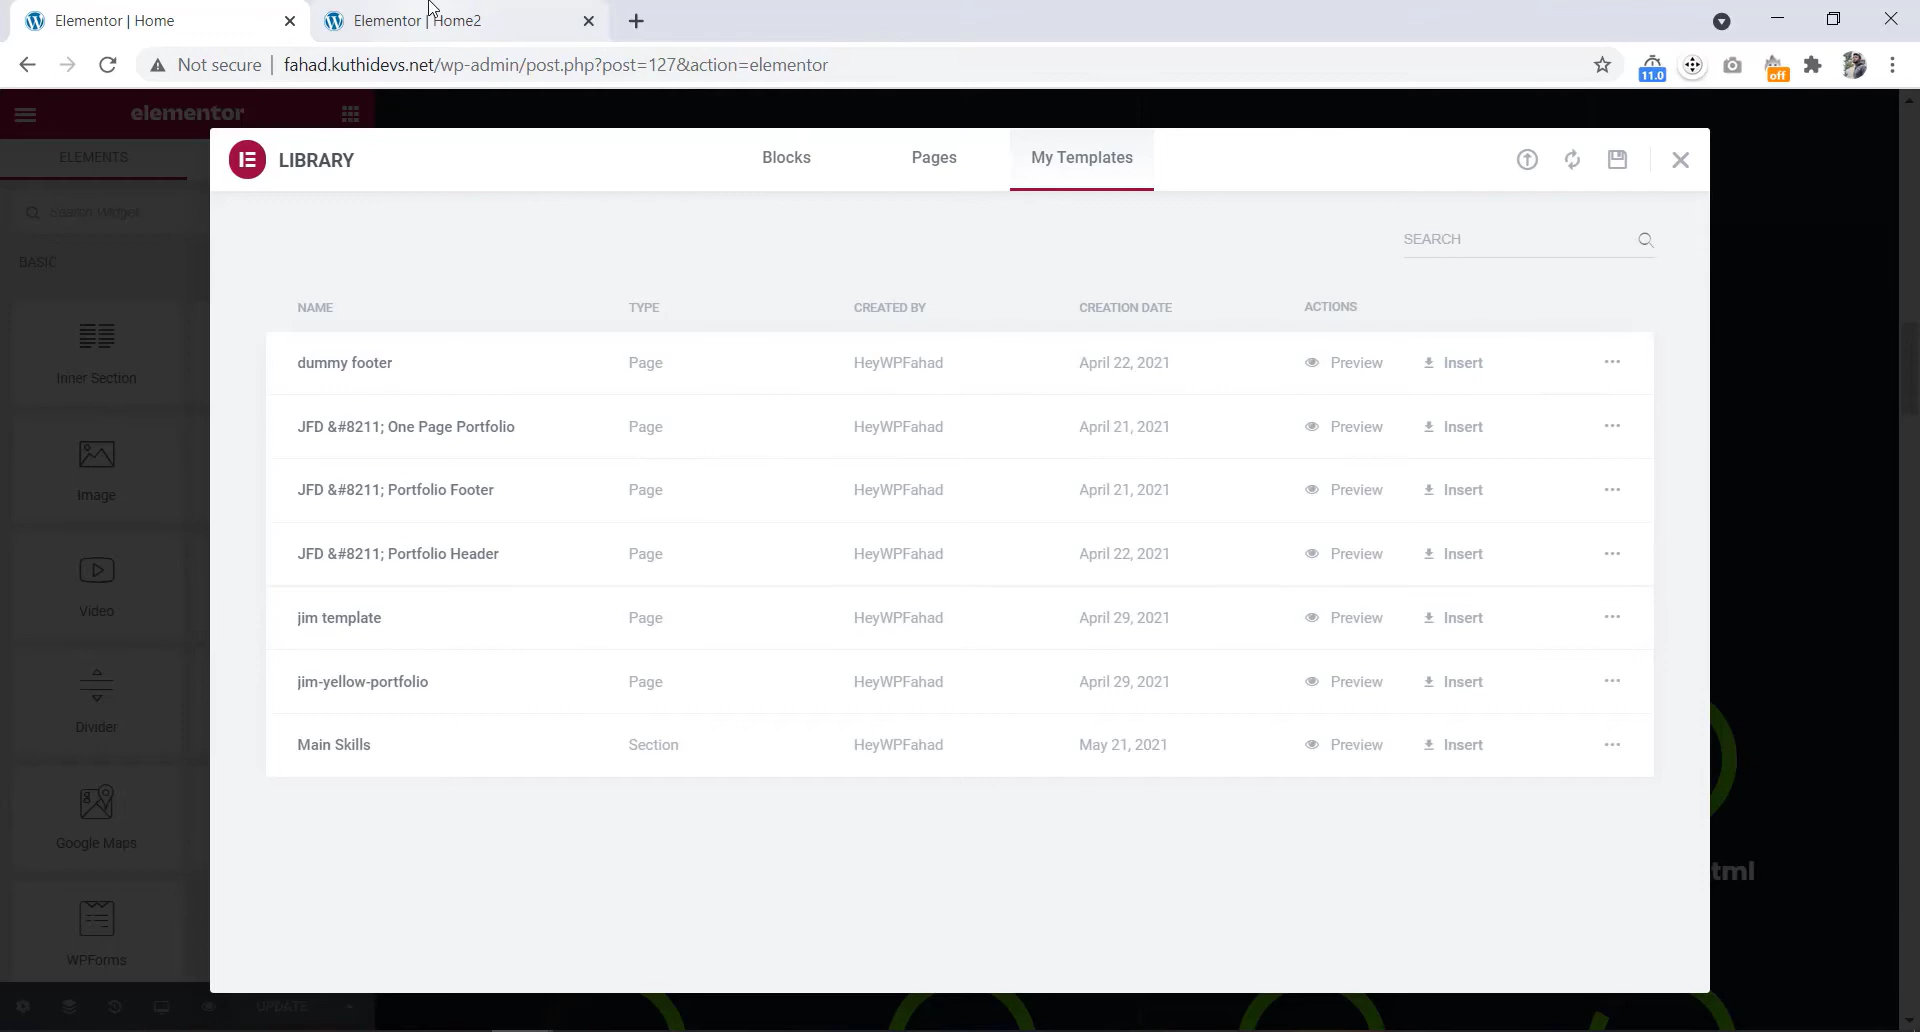 Elementor | Home
Elementor | Home2
Not secure | fahad.kuthidevs.net/wp-admin/post.php?post=127&action=elementor
11.0
off
elementor
ELEMENTS
LIBRARY
Blocks
Pages
My Templates
Search Widget
SEARCH
BASIC
NAME TYPE CREATED BY CREATION DATE ACTIONS
dummy footer Page HeyWPFahad April 22, 2021 Preview Insert
JFD &#8211; One Page Portfolio Page HeyWPFahad April 21, 2021 Preview Insert
JFD &#8211; Portfolio Footer Page HeyWPFahad April 21, 2021 Preview Insert
JFD &#8211; Portfolio Header Page HeyWPFahad April 22, 2021 Preview Insert
jim template Page HeyWPFahad April 29, 2021 Preview Insert
jim-yellow-portfolio Page HeyWPFahad April 29, 2021 Preview Insert
Main Skills Section HeyWPFahad May 21, 2021 Preview Insert
Inner Section
Image
Video
Divider
Google Maps
WPForms
tml
UPDATE